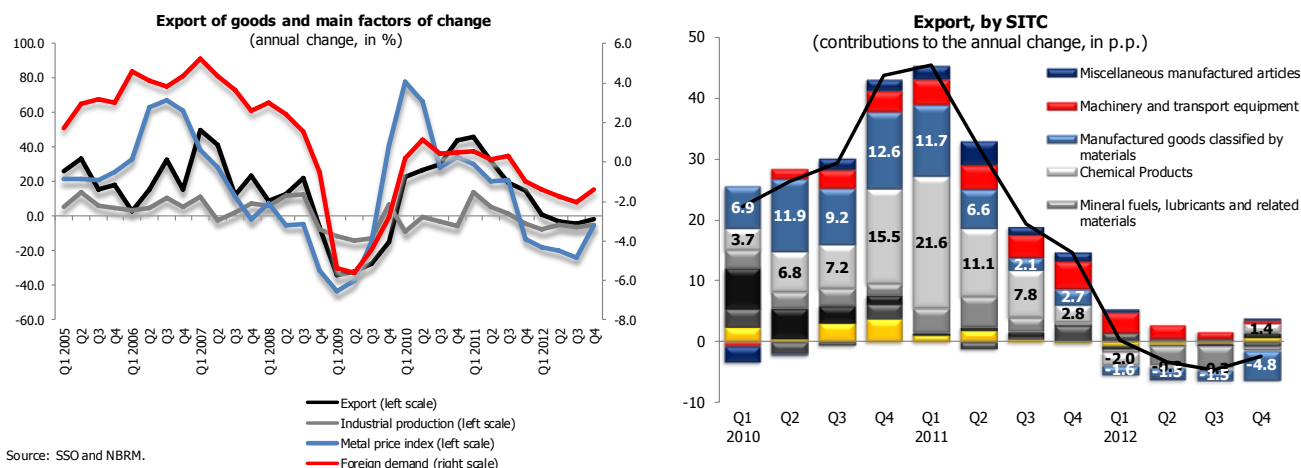 Export of goods and main factors of change
(annual change, in %)
100.0
80.0
60.0
40.0
20.0
0.0
-20.0
-40.0
-60.0
6.0
4.0
2.0
0.0
-2.0
-4.0
-6.0
-8.0
Q1 2005
Q2
Q3
Q4
Q1 2006
Q2
Q3
Q4
Q1 2007
Q2
Q3
Q4
Q1 2008
Q2
Q3
Q4
Q1 2009
Q2
Q3
Q4
Q1 2010
Q2
Q3
Q4
Q1 2011
Q2
Q3
Q4
Q1 2012
Q2
Q3
Q4
Export (left scale)
Industrial production (left scale)
Metal price index (left scale)
Foreign demand (right scale)
Source: SSO and NBRM.
Export, by SITC
(contributions to the annual change, in p.p.)
50
40
30
20
10
0
-10
Miscellaneous manufactured articles
Machinery and transport equipment
Manufactured goods classified by
materials
Chemical Products
Mineral fuels, lubricants and related
materials
6.9
3.7
11.9
6.8
9.2
7.2
12.6
15.5
11.7
21.6
6.6
11.1
2.1
7.8
2.7
2.8
-2.0
-1.6
-1.5
-1.5
1.4
-4.8
Q1 Q2 Q3 Q4 Q1 Q2 Q3 Q4 Q1 Q2 Q3 Q4
2010 2011 2012